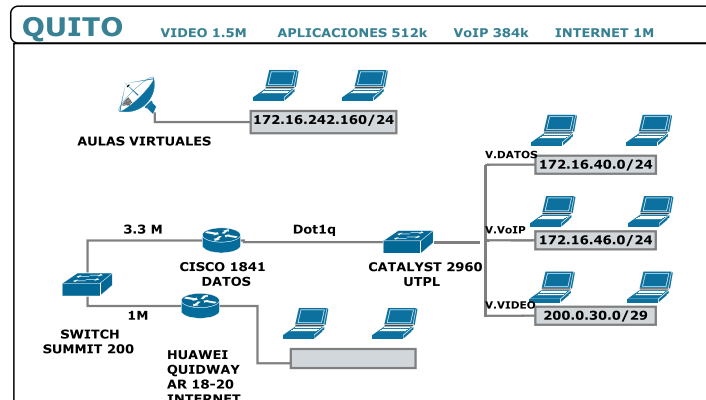 QUITO
VIDEO 1.5M
APLICACIONES 512k
VoIP 384k
INTERNET 1M
172.16.242.160/24
AULAS VIRTUALES
V.DATOS
172.16.40.0/24
3.3 M
Dot1q
V.VoIP
172.16.46.0/24
CISCO 1841
DATOS
CATALYST 2960
UTPL
V.VIDEO
200.0.30.0/29
1M
SWITCH
SUMMIT 200
HUAWEI
QUIDWAY
AR 18-20
INTERNET